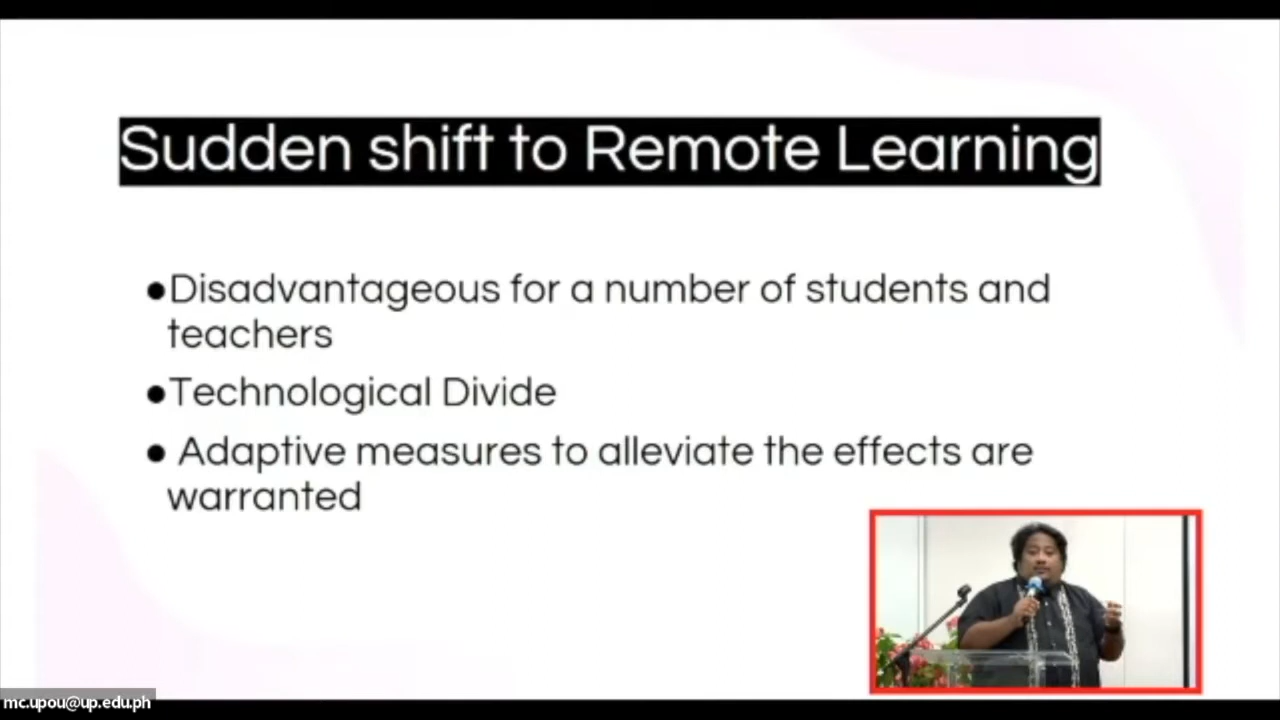 Sudden shift to Remote Learning
●Disadvantageous for a number of students and
teachers
●Technological Divide
● Adaptive measures to alleviate the effects are
warranted
mc.upou@up.edu.ph